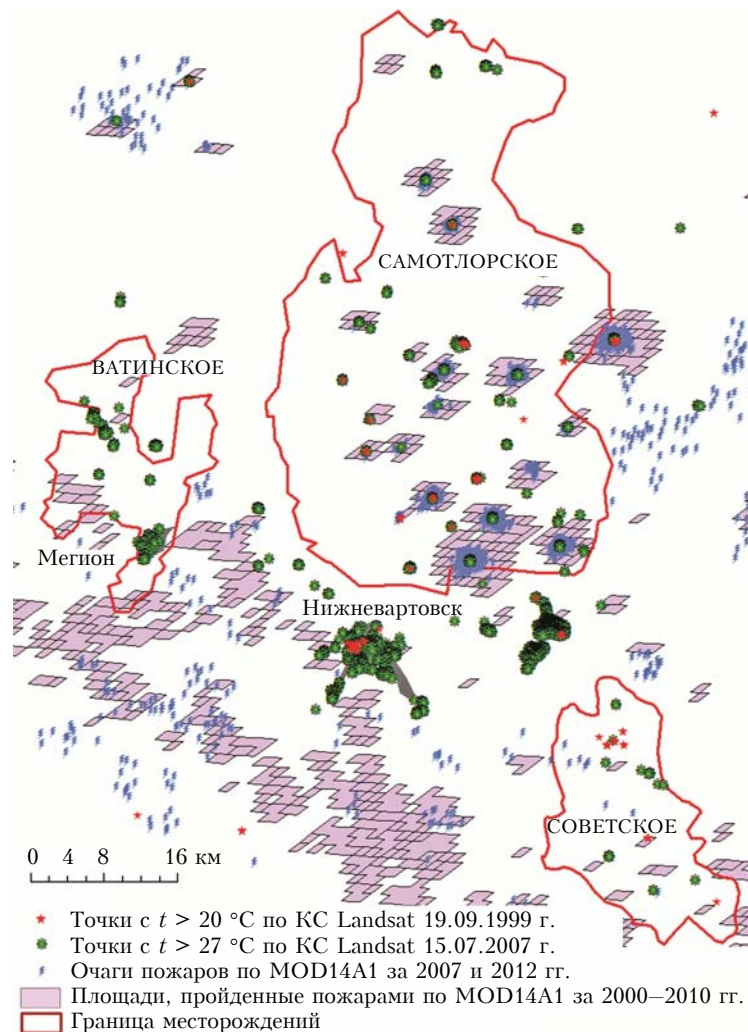 САМОТЛОРСКОЕ
ВАТИНСКОЕ
Мегион
Нижневартовск
СОВЕТСКОЕ
0 4 8 16 км
Точки с t > 20 °С по КС Landsat 19.09.1999 г.
Точки с t > 27 °С по КС Landsat 15.07.2007 г.
Очаги пожаров по MOD14A1 за 2007 и 2012 гг.
Площади, пройденные пожарами по MOD14A1 за 2000–2010 гг.
Граница месторождений